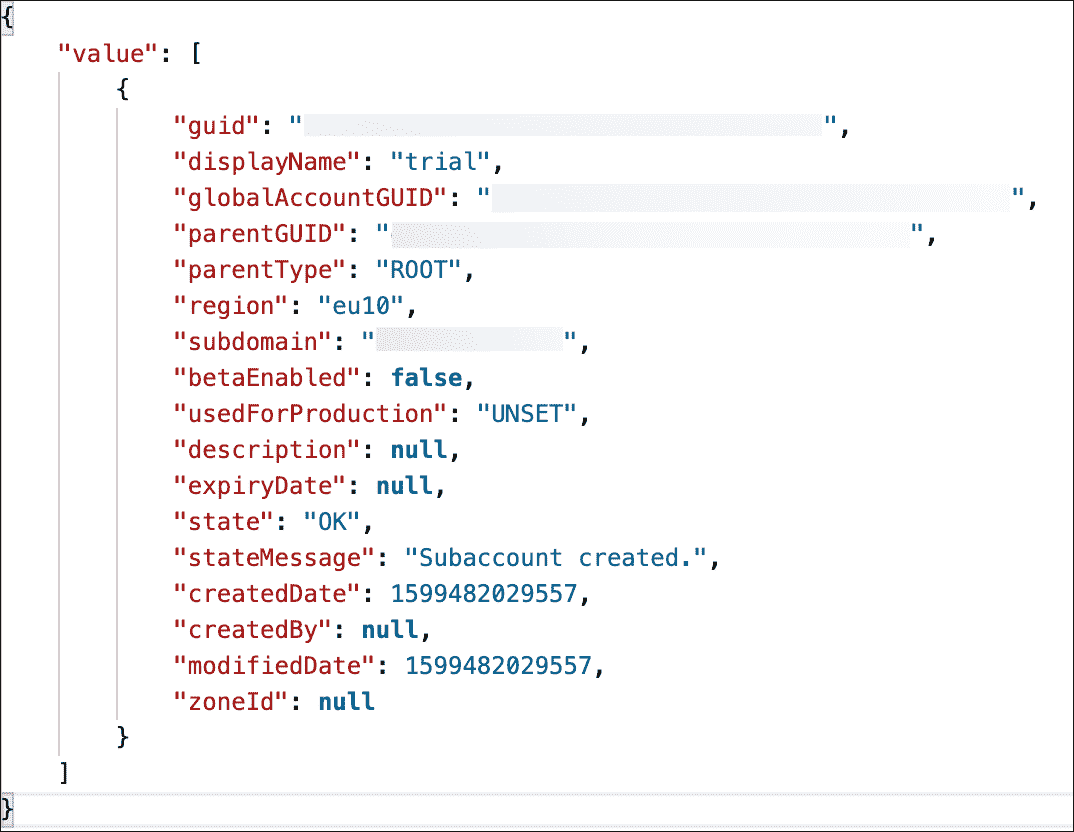 {
"value": [
{
"guid": "",
"displayName": "trial",
"globalAccountGUID": "",
"parentGUID": "",
"parentType": "ROOT",
"region": "eu10",
"subdomain": "",
"betaEnabled": false,
"usedForProduction": "UNSET",
"description": null,
"expiryDate": null,
"state": "OK",
"stateMessage": "Subaccount created.",
"createdDate": 1599482029557,
"createdBy": null,
"modifiedDate": 1599482029557,
"zoneId": null
}
]
}